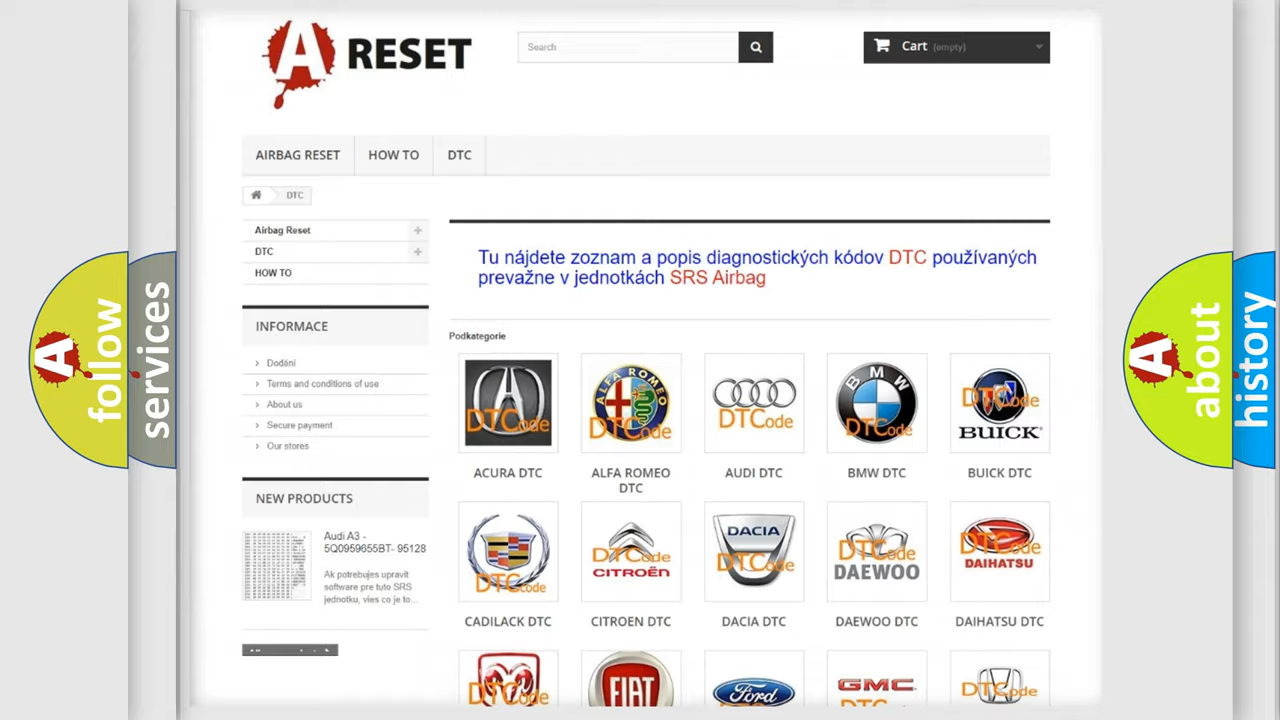 A RESET
Search
Cart (empty)
AIRBAG RESET
HOW TO
DTC
DTC
Airbag Reset
DTC
HOW TO
INFORMACE
Dodání
Terms and conditions of use
About us
Secure payment
Our stores
NEW PRODUCTS
Audi A3 -
5Q0959655BT- 95128
Ak potrebujes upravit
software pre tuto SRS
jednotku, vies co je to...
Tu nájdete zoznam a popis diagnostických kódov DTC používaných
prevažne v jednotkách SRS Airbag
Podkategorie
DTCode
ALFA ROMEO
DTCode
DTCode
BMW
DTCode
DTCode
BUICK
ACURA DTC
ALFA ROMEO
DTC
AUDI DTC
BMW DTC
BUICK DTC
DTCode
DTCode
CITROËN
DACIA
DTCode
DTCode
DAEWOO
DTCode
DAIHATSU
CADILACK DTC
CITROEN DTC
DACIA DTC
DAEWOO DTC
DAIHATSU DTC
DTCode
FIAT
Ford
GMC
DTCode
A follow
services
A about
history